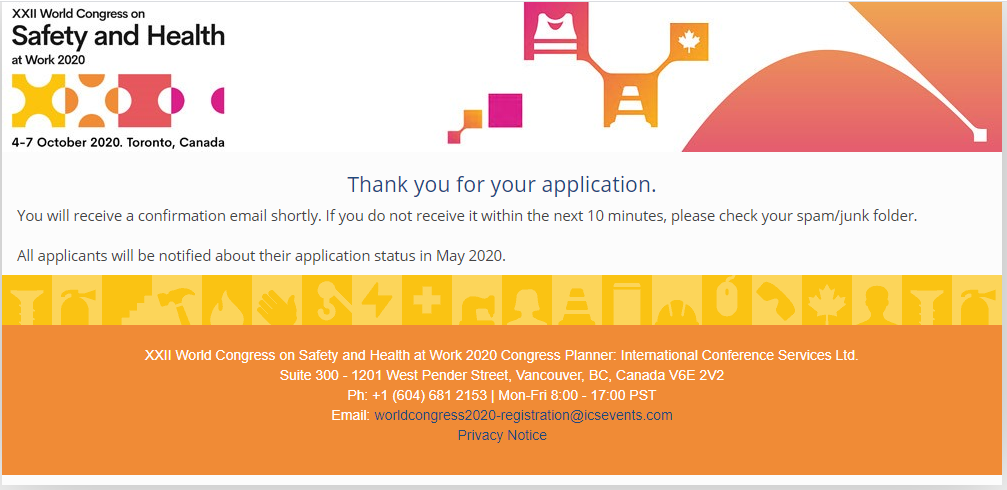 XXII World Congress on
Safety and Health
at Work 2020
4-7 October 2020. Toronto, Canada
Thank you for your application.
You will receive a confirmation email shortly. If you do not receive it within the next 10 minutes, please check your spam/junk folder.
All applicants will be notified about their application status in May 2020.
XXII World Congress on Safety and Health at Work 2020 Congress Planner: International Conference Services Ltd.
Suite 300 - 1201 West Pender Street, Vancouver, BC, Canada V6E 2V2
Ph: +1 (604) 681 2153 | Mon-Fri 8:00 - 17:00 PST
Email: worldcongress2020-registration@icsevents.com
Privacy Notice